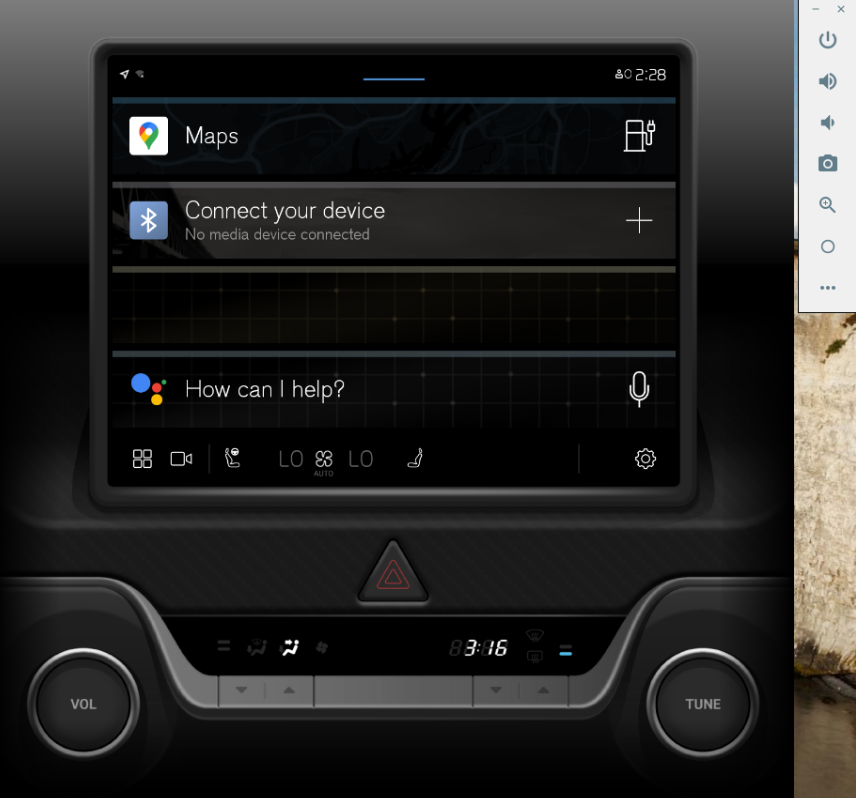 2:28
Maps
Connect your device
No media device connected
How can I help?
LO
AUTO
LO
3:16
VOL
TUNE